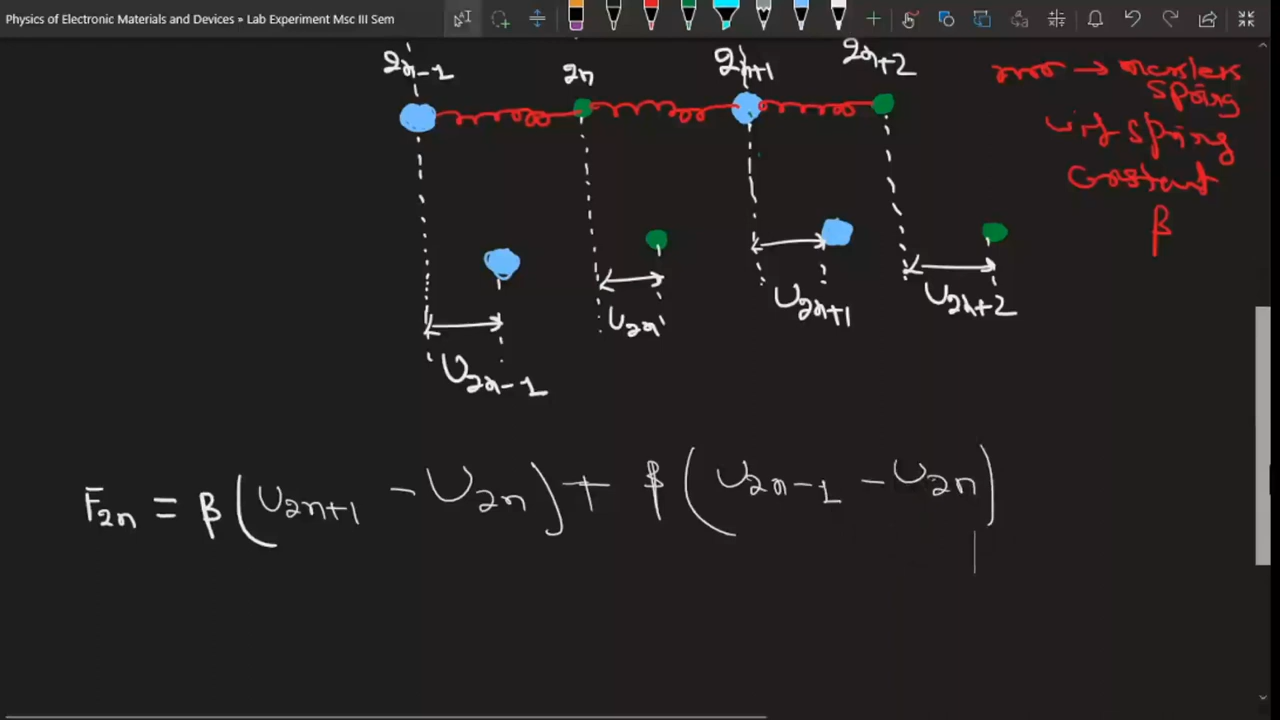 Physics of Electronic Materials and Devices » Lab Experiment Msc III Sem
2n-1 2n 2n+1 2n+2
→ massless
spring
with spring
constant
β
U2n-1 U2n U2n+1 U2n+2
F2n = β(U2n+1 - U2n) + β(U2n-1 - U2n)